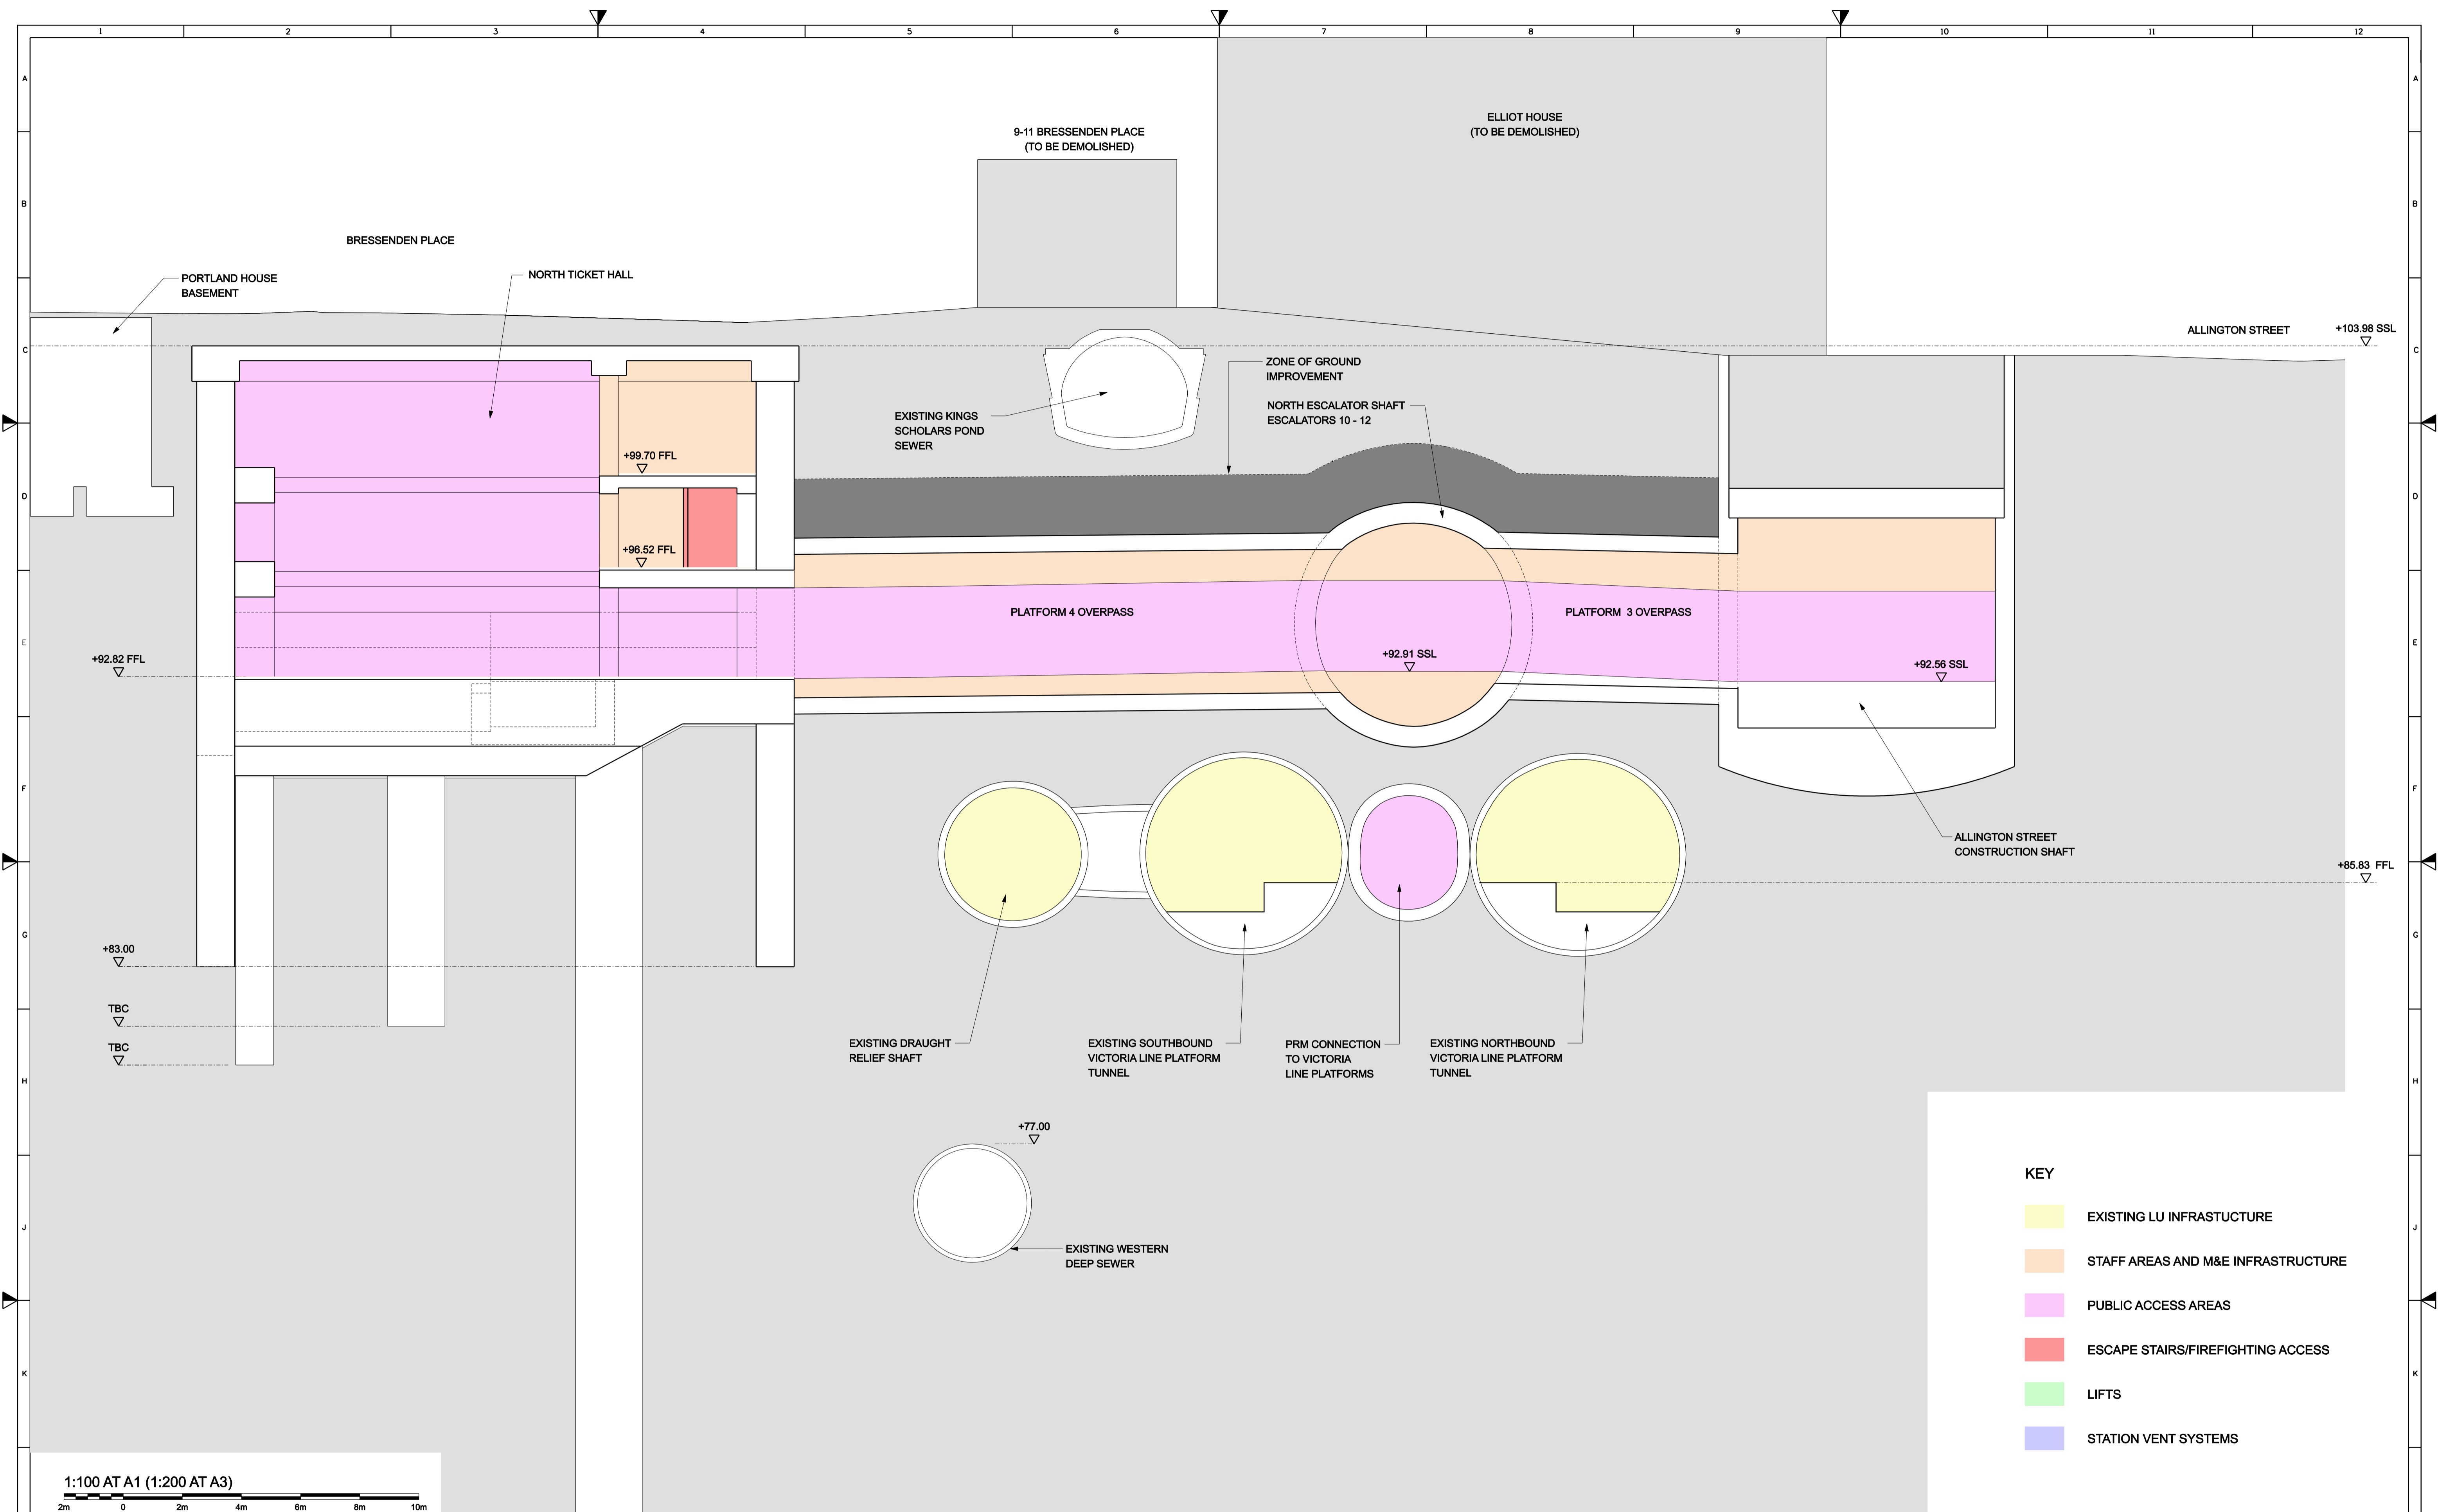 1 2 3 4 5 6 7 8 9 10 11 12
A A
ELLIOT HOUSE
(TO BE DEMOLISHED)
9-11 BRESSENDEN PLACE
(TO BE DEMOLISHED)
B B
BRESSENDEN PLACE
PORTLAND HOUSE
BASEMENT
NORTH TICKET HALL
ALLINGTON STREET
+103.98 SSL
C C
ZONE OF GROUND
IMPROVEMENT
NORTH ESCALATOR SHAFT
ESCALATORS 10 - 12
EXISTING KINGS
SCHOLARS POND
SEWER
+99.70 FFL
D D
+96.52 FFL
PLATFORM 4 OVERPASS
PLATFORM 3 OVERPASS
E E
+92.82 FFL
+92.91 SSL
+92.56 SSL
F F
ALLINGTON STREET
CONSTRUCTION SHAFT
+85.83 FFL
G G
+83.00
TBC
TBC
EXISTING DRAUGHT
RELIEF SHAFT
EXISTING SOUTHBOUND
VICTORIA LINE PLATFORM
TUNNEL
PRM CONNECTION
TO VICTORIA
LINE PLATFORMS
EXISTING NORTHBOUND
VICTORIA LINE PLATFORM
TUNNEL
H H
+77.00
EXISTING WESTERN
DEEP SEWER
J J
KEY
EXISTING LU INFRASTUCTURE
STAFF AREAS AND M&E INFRASTRUCTURE
PUBLIC ACCESS AREAS
ESCAPE STAIRS/FIREFIGHTING ACCESS
LIFTS
STATION VENT SYSTEMS
K K
1:100 AT A1 (1:200 AT A3)
2m 0 2m 4m 6m 8m 10m